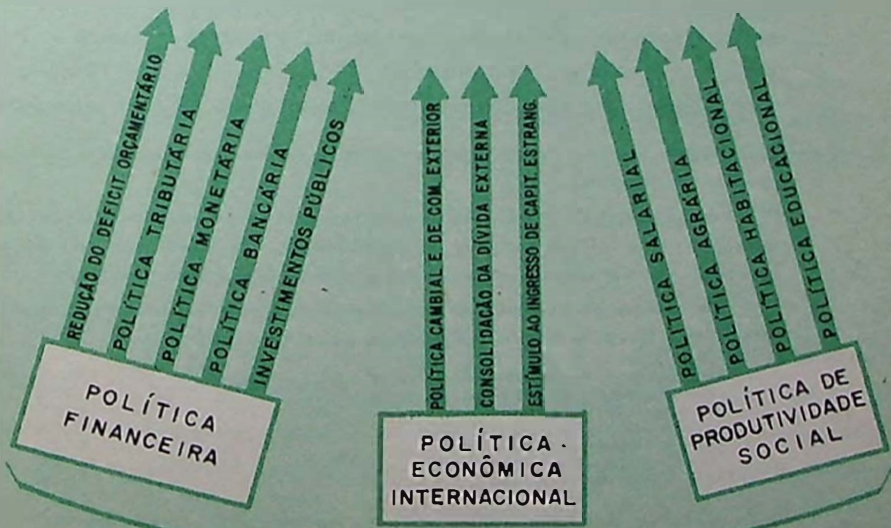 REDUÇÃO DO DEFICIT ORÇAMENTÁRIO
POLÍTICA TRIBUTÁRIA
POLÍTICA MONETÁRIA
POLÍTICA BANCÁRIA
INVESTIMENTOS PÚBLICOS
POLÍTICA
FINANCEIRA
POLÍTICA CAMBIAL E DE COM EXTERIOR
CONSOLIDAÇÃO DA DÍVIDA EXTERNA
ESTÍMULO AO INGRESSO DE CAPIT. ESTRANG.
POLÍTICA
ECONÔMICA
INTERNACIONAL
POLÍTICA SALARIAL
POLÍTICA AGRÁRIA
POLÍTICA HABITACIONAL
POLÍTICA EDUCACIONAL
POLÍTICA DE
PRODUTIVIDADE
SOCIAL